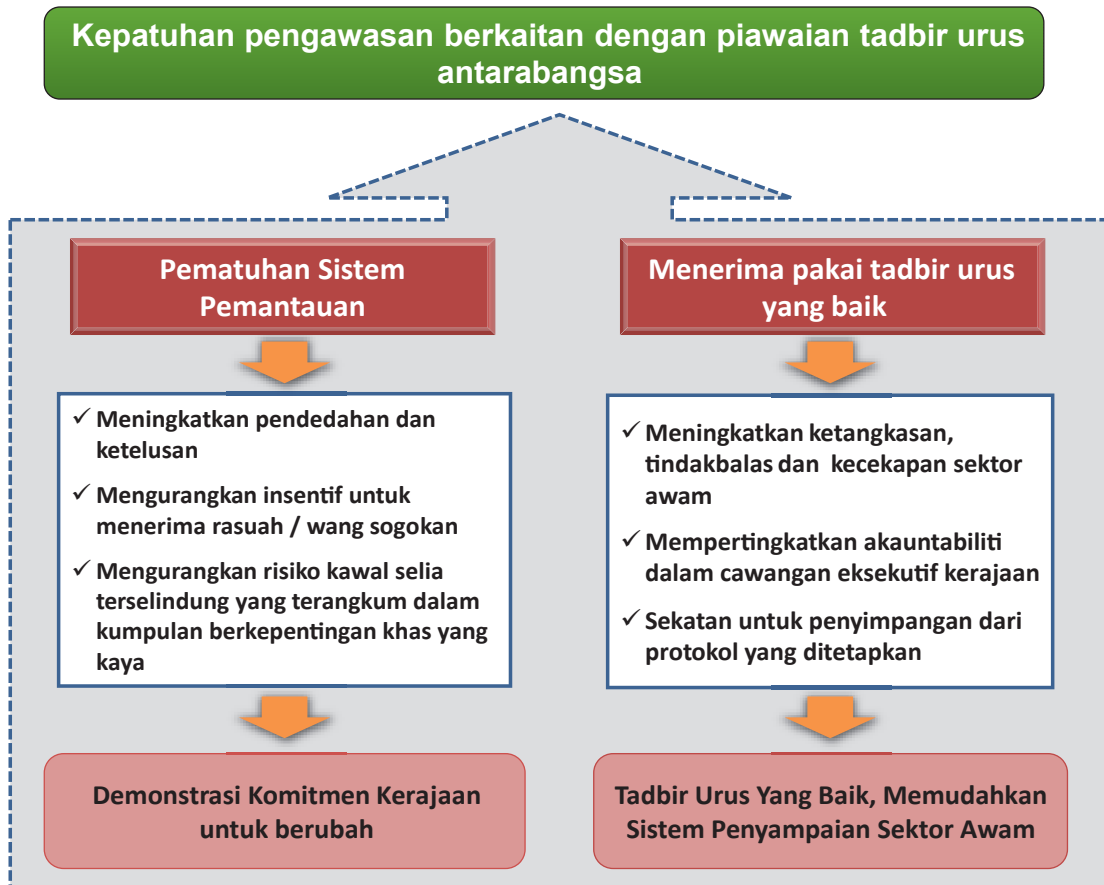 Kepatuhan pengawasan berkaitan dengan piawaian tadbir urus
antarabangsa
Pematuhan Sistem
Pemantauan
✓ Meningkatkan pendedahan dan
ketelusan
✓ Mengurangkan insentif untuk
menerima rasuah / wang sogokan
✓ Mengurangkan risiko kawal selia
terselindung yang terangkum dalam
kumpulan berkepentingan khas yang
kaya
Demonstrasi Komitmen Kerajaan
untuk berubah
Menerima pakai tadbir urus
yang baik
✓ Meningkatkan ketangkasan,
tindakbalas dan kecekapan sektor
awam
✓ Mempertingkatkan akauntabiliti
dalam cawangan eksekutif kerajaan
✓ Sekatan untuk penyimpangan dari
protokol yang ditetapkan
Tadbir Urus Yang Baik, Memudahkan
Sistem Penyampaian Sektor Awam